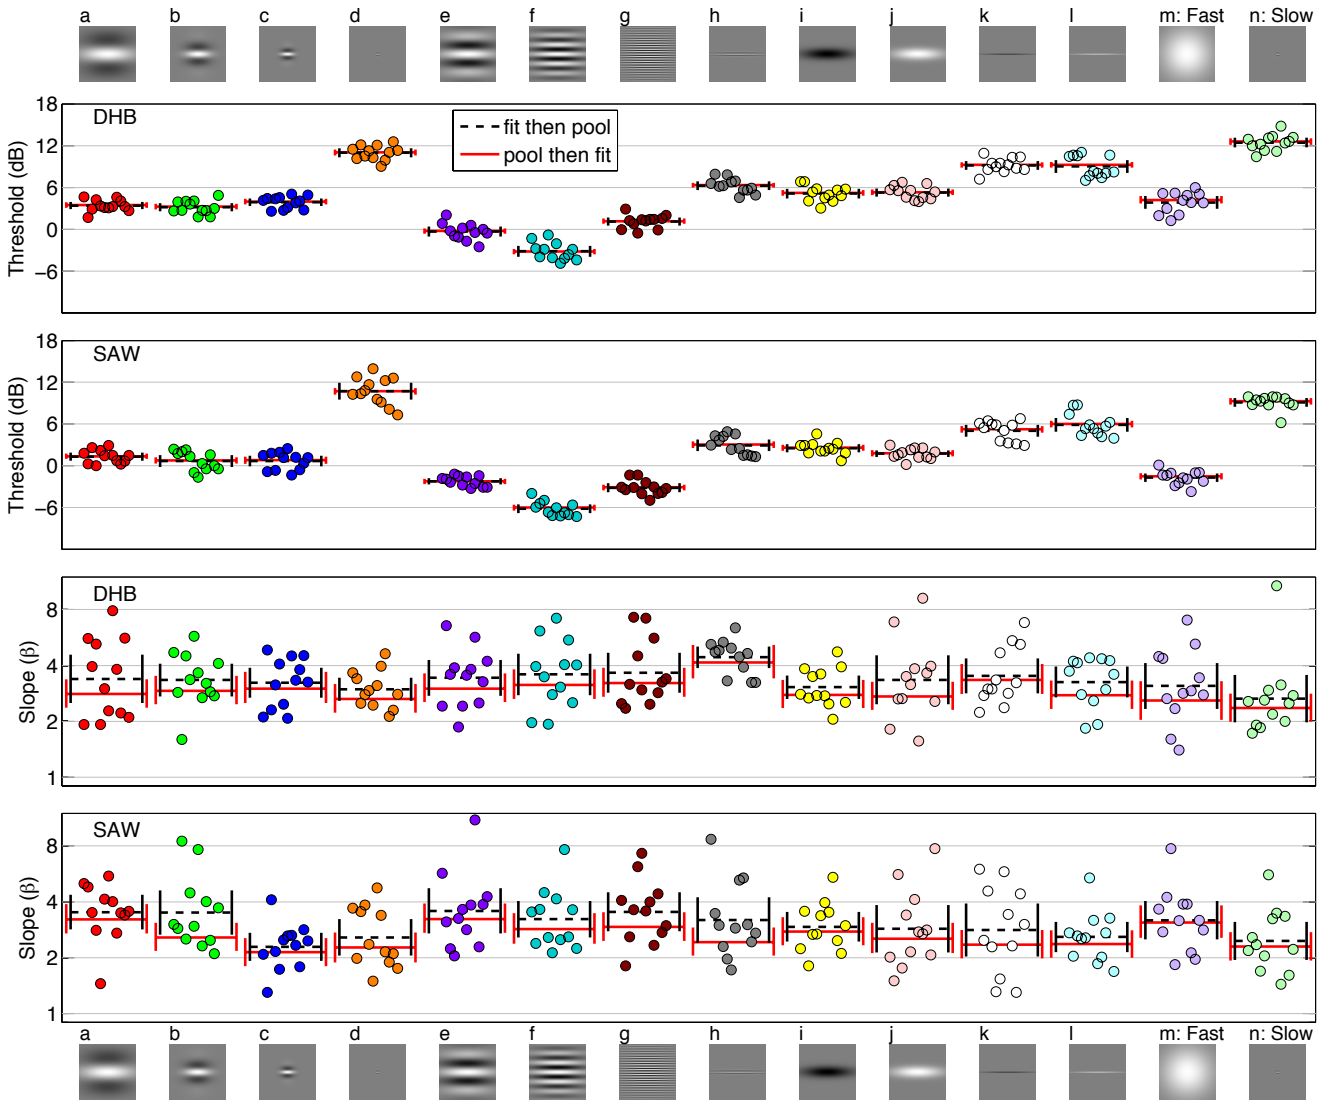 a b c d e f g h i j k l m: Fast n: Slow
DHB
fit then pool
pool then fit
Threshold (dB)
18
12
6
0
−6
SAW
Threshold (dB)
18
12
6
0
−6
DHB
Slope (β)
8
4
2
1
SAW
Slope (β)
8
4
2
1
a b c d e f g h i j k l m: Fast n: Slow